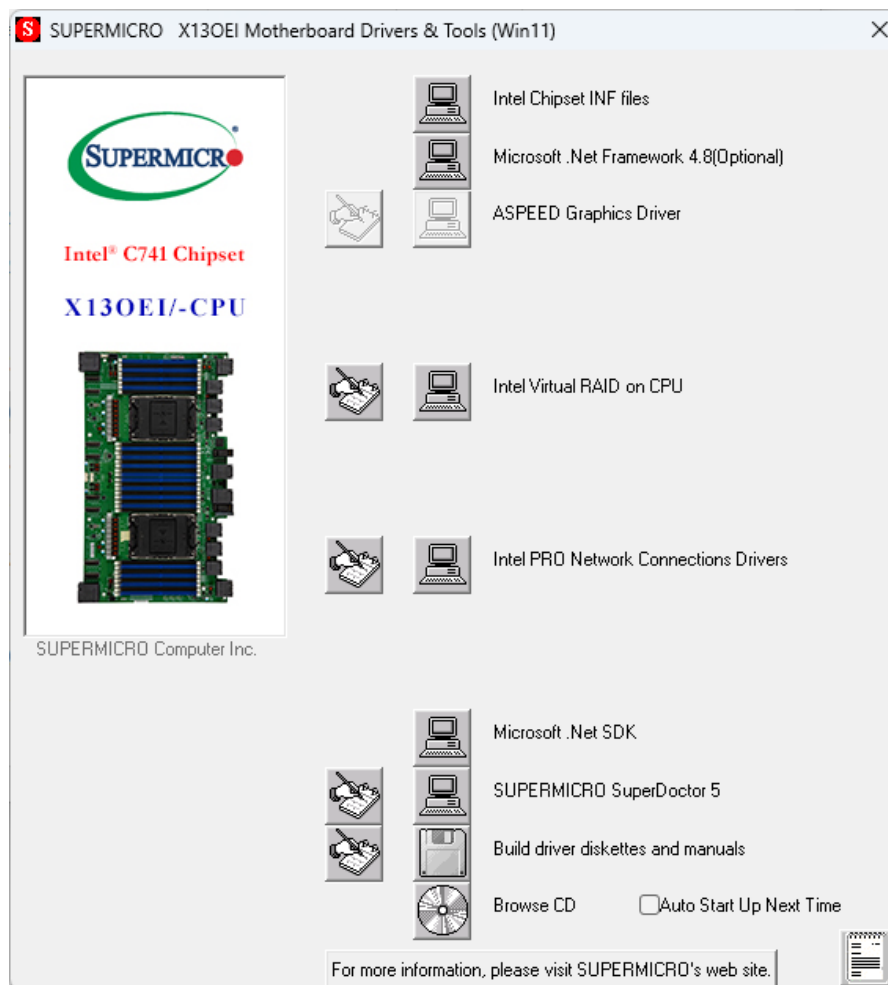 S SUPERMICRO X13OEI Motherboard Drivers & Tools (Win11)
SUPERMICR
Intel® C741 Chipset
X13OEI/-CPU
SUPERMICRO Computer Inc.
Intel Chipset INF files
Microsoft .Net Framework 4.8(Optional)
ASPEED Graphics Driver
Intel Virtual RAID on CPU
Intel PRO Network Connections Drivers
Microsoft .Net SDK
SUPERMICRO SuperDoctor 5
Build driver diskettes and manuals
Browse CD Auto Start Up Next Time
For more information, please visit SUPERMICRO's web site.